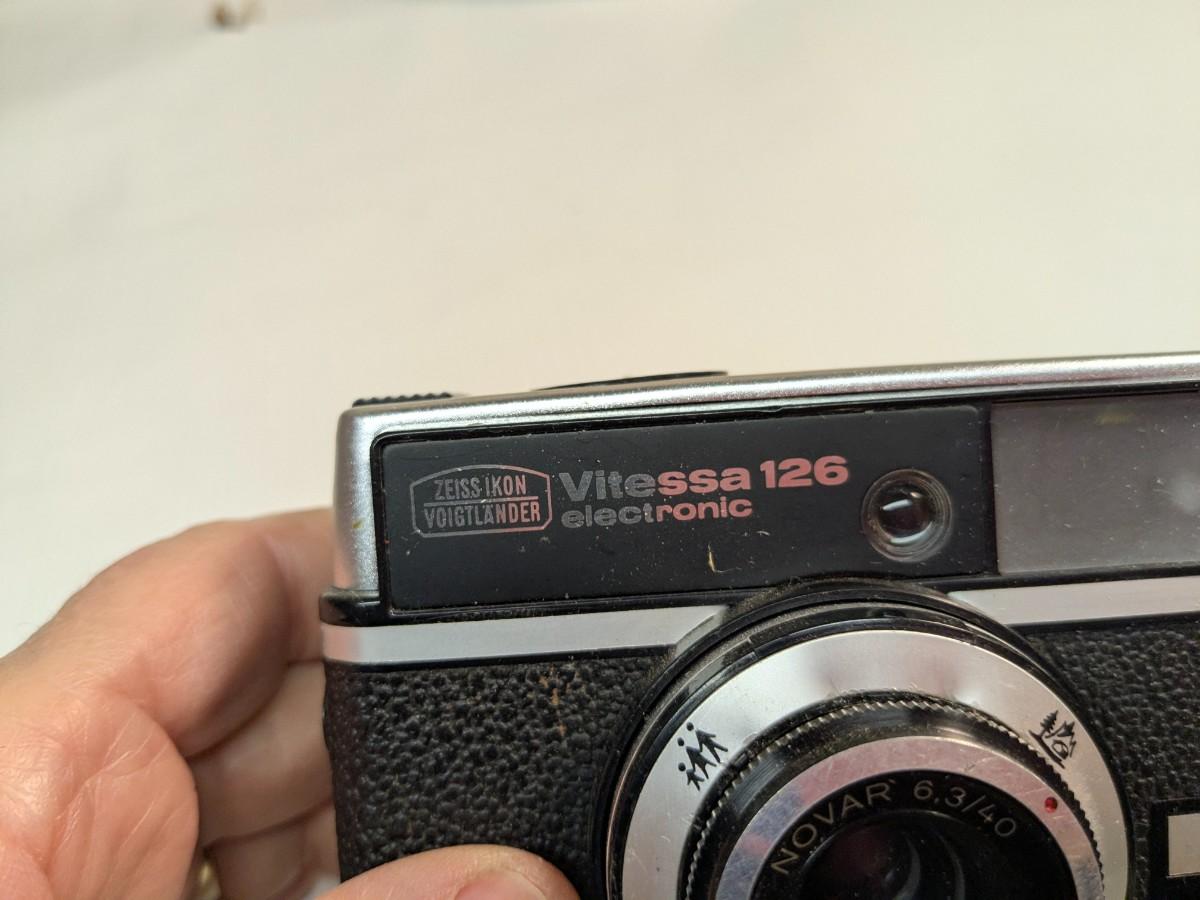 ZEISS IKON
VOIGTLÄNDER
Vitessa 126
electronic
NOVAR 6,3/40